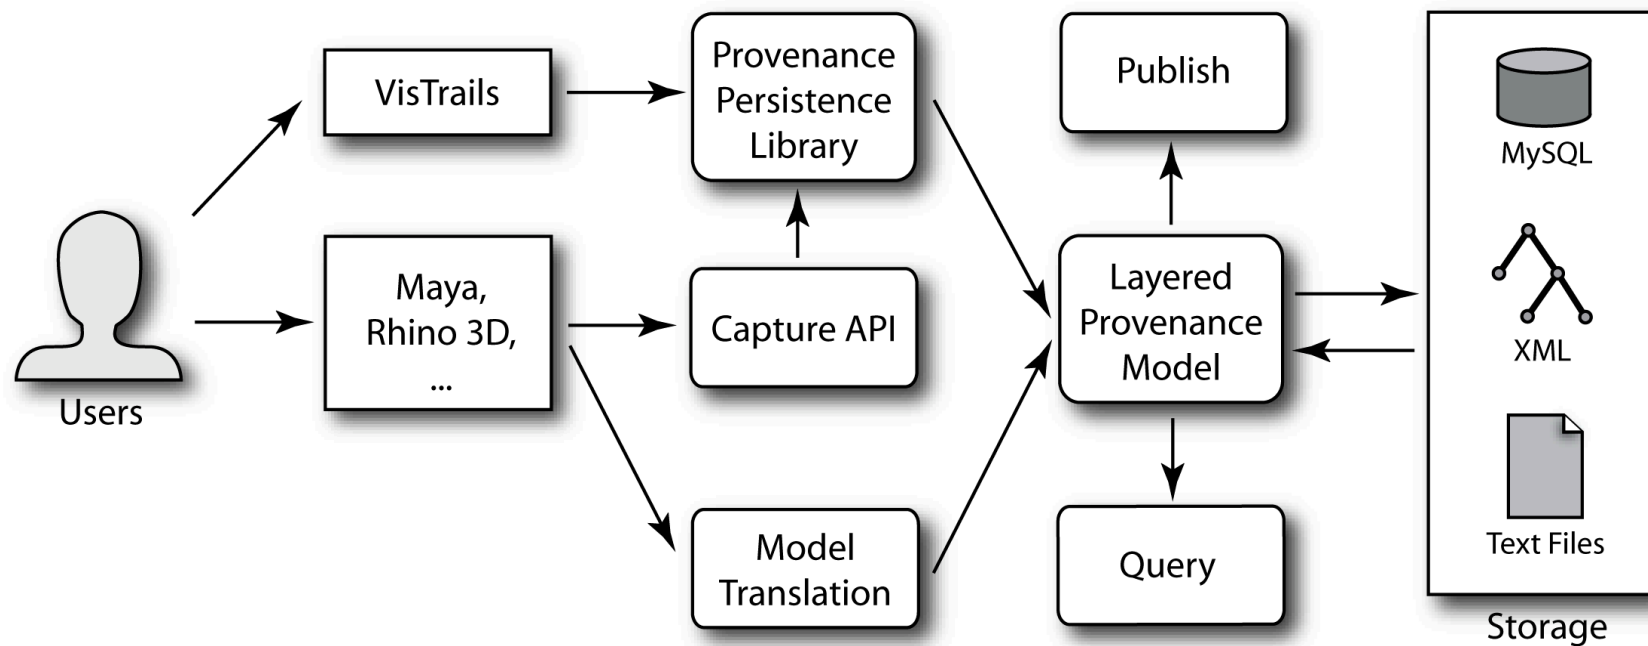 Users
VisTrails
Maya,
Rhino 3D,
...
Provenance
Persistence
Library
Capture API
Model
Translation
Publish
Layered
Provenance
Model
Query
MySQL
XML
Text Files
Storage